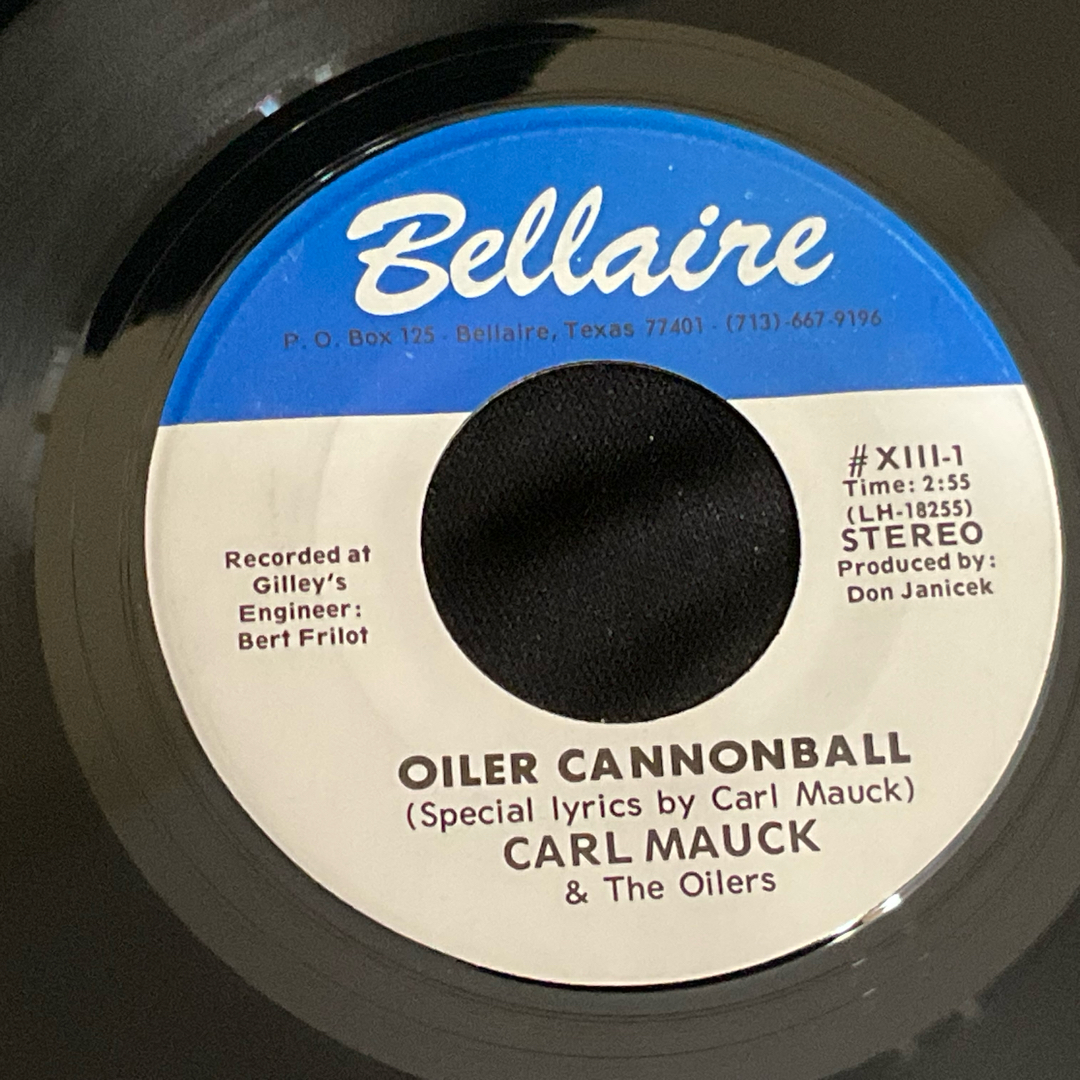 Bellaire
P. O. Box 125 - Bellaire, Texas 77401 - (713)-667-9196
#XIII-1
Time: 2:55
(LH-18255)
STEREO
Produced by:
Don Janicek
Recorded at
Gilley's
Engineer:
Bert Frilot
OILER CANNONBALL
(Special lyrics by Carl Mauck)
CARL MAUCK
& The Oilers